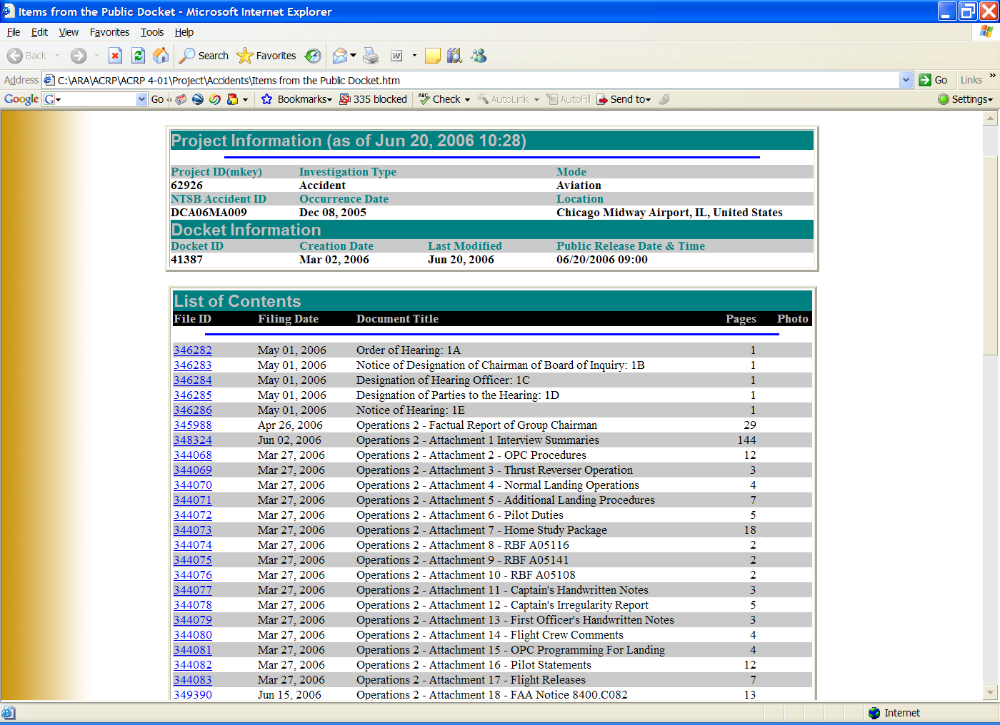 Items from the Public Docket - Microsoft Internet Explorer
File Edit View Favorites Tools Help
Back Search Favorites
Address C:\ARA\ACRP\ACRP 4-01\Project\Accidents\Items from the Public Docket.htm Go Links »
Google G Go Bookmarks 335 blocked ABC Check AutoLink AutoFill Send to Settings
Project Information (as of Jun 20, 2006 10:28)
Project ID(mkey) Investigation Type Mode
62926 Accident Aviation
NTSB Accident ID Occurrence Date Location
DCA06MA009 Dec 08, 2005 Chicago Midway Airport, IL, United States
Docket Information
Docket ID Creation Date Last Modified Public Release Date & Time
41387 Mar 02, 2006 Jun 20, 2006 06/20/2006 09:00
List of Contents
File ID Filing Date Document Title Pages Photo
346282 May 01, 2006 Order of Hearing: 1A 1
346283 May 01, 2006 Notice of Designation of Chairman of Board of Inquiry: 1B 1
346284 May 01, 2006 Designation of Hearing Officer: 1C 1
346285 May 01, 2006 Designation of Parties to the Hearing: 1D 1
346286 May 01, 2006 Notice of Hearing: 1E 1
345988 Apr 26, 2006 Operations 2 - Factual Report of Group Chairman 29
348324 Jun 02, 2006 Operations 2 - Attachment 1 Interview Summaries 144
344068 Mar 27, 2006 Operations 2 - Attachment 2 - OPC Procedures 12
344069 Mar 27, 2006 Operations 2 - Attachment 3 - Thrust Reverser Operation 3
344070 Mar 27, 2006 Operations 2 - Attachment 4 - Normal Landing Operations 4
344071 Mar 27, 2006 Operations 2 - Attachment 5 - Additional Landing Procedures 7
344072 Mar 27, 2006 Operations 2 - Attachment 6 - Pilot Duties 5
344073 Mar 27, 2006 Operations 2 - Attachment 7 - Home Study Package 18
344074 Mar 27, 2006 Operations 2 - Attachment 8 - RBF A05116 2
344075 Mar 27, 2006 Operations 2 - Attachment 9 - RBF A05141 2
344076 Mar 27, 2006 Operations 2 - Attachment 10 - RBF A05108 2
344077 Mar 27, 2006 Operations 2 - Attachment 11 - Captain's Handwritten Notes 3
344078 Mar 27, 2006 Operations 2 - Attachment 12 - Captain's Irregularity Report 5
344079 Mar 27, 2006 Operations 2 - Attachment 13 - First Officer's Handwritten Notes 3
344080 Mar 27, 2006 Operations 2 - Attachment 14 - Flight Crew Comments 4
344081 Mar 27, 2006 Operations 2 - Attachment 15 - OPC Programming For Landing 4
344082 Mar 27, 2006 Operations 2 - Attachment 16 - Pilot Statements 12
344083 Mar 27, 2006 Operations 2 - Attachment 17 - Flight Releases 7
349390 Jun 15, 2006 Operations 2 - Attachment 18 - FAA Notice 8400.C082 13
Internet